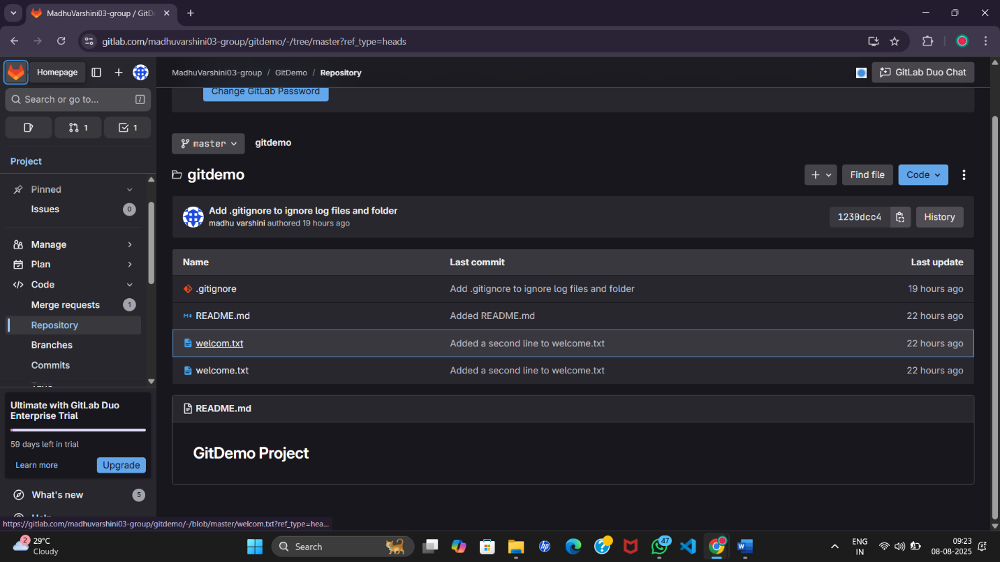 MadhuVarshini03-group / GitDe
gitlab.com/madhuvarshini03-group/gitdemo/-/tree/master?ref_type=heads
Homepage
MadhuVarshini03-group / GitDemo / Repository
GitLab Duo Chat
Search or go to... /
Change GitLab Password
1
1
master
gitdemo
Project
gitdemo
Find file
Code
Pinned
Issues 0
Add .gitignore to ignore log files and folder
madhu varshini authored 19 hours ago
1230dcc4
History
Manage
Plan
Code
Merge requests 1
Repository
Branches
Commits
Name Last commit Last update
.gitignore Add .gitignore to ignore log files and folder 19 hours ago
README.md Added README.md 22 hours ago
welcom.txt Added a second line to welcome.txt 22 hours ago
welcome.txt Added a second line to welcome.txt 22 hours ago
README.md
GitDemo Project
Ultimate with GitLab Duo
Enterprise Trial
59 days left in trial
Learn more
Upgrade
What's new 5
Help
https://gitlab.com/madhuvarshini03-group/gitdemo/-/blob/master/welcom.txt?ref_type=hea...
2
29°C
Cloudy
Search
hp
47
ENG
IN
09:23
08-08-2025